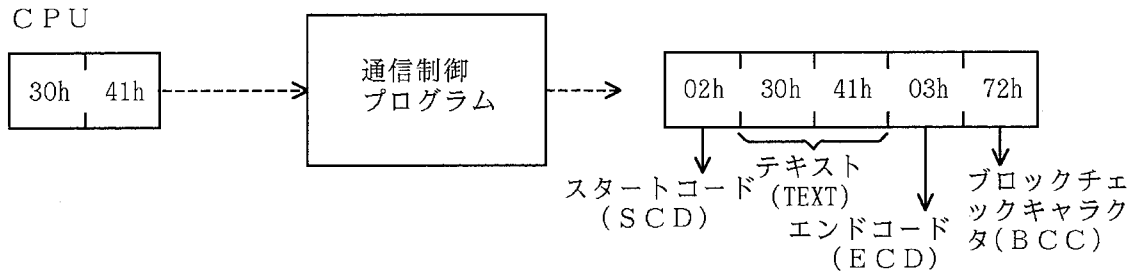 ＣＰＵ
30h 41h
通信制御
プログラム
02h 30h 41h 03h 72h
スタートコード
(ＳＣＤ)
テキスト
(TEXT)
エンドコード
(ＥＣＤ)
ブロックチェ
ックキャラク
タ(ＢＣＣ)